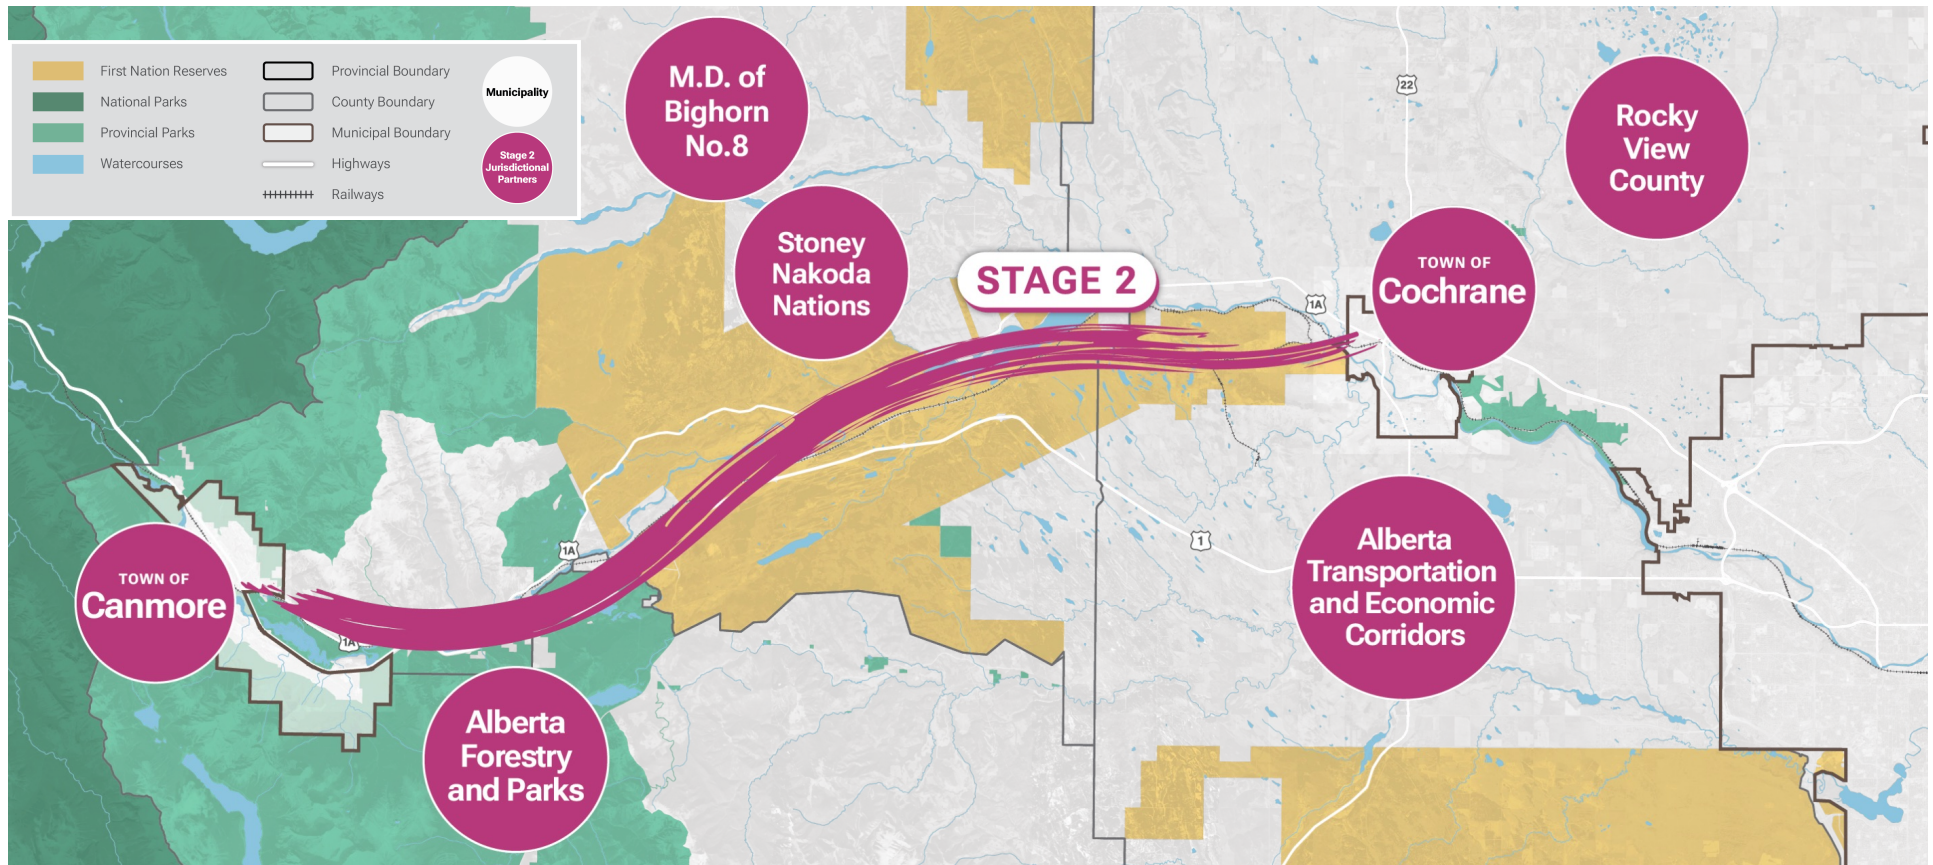 First Nation Reserves
National Parks
Provincial Parks
Watercourses
Provincial Boundary
County Boundary
Municipal Boundary
Highways
Railways
Municipality
Stage 2
Jurisdictional
Partners
M.D. of
Bighorn
No.8
Stoney
Nakoda
Nations
STAGE 2
22
Rocky
View
County
1A
TOWN OF
Cochrane
1A
1
TOWN OF
Canmore
1A
Alberta
Transportation
and Economic
Corridors
Alberta
Forestry
and Parks